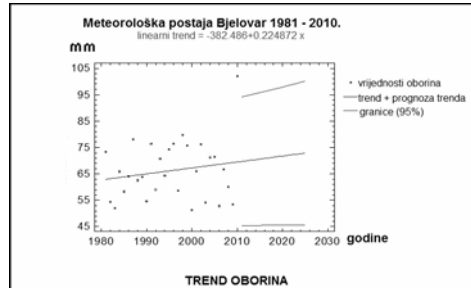 Meteorološka postaja Bjelovar 1981 - 2010.
linearni trend = -382.486+0.224872 x
mm
105
95
85
75
65
55
45
1980 1990 2000 2010 2020 2030
godine
vrijednosti oborina
trend + prognoza trenda
granice (95%)
TREND OBORINA